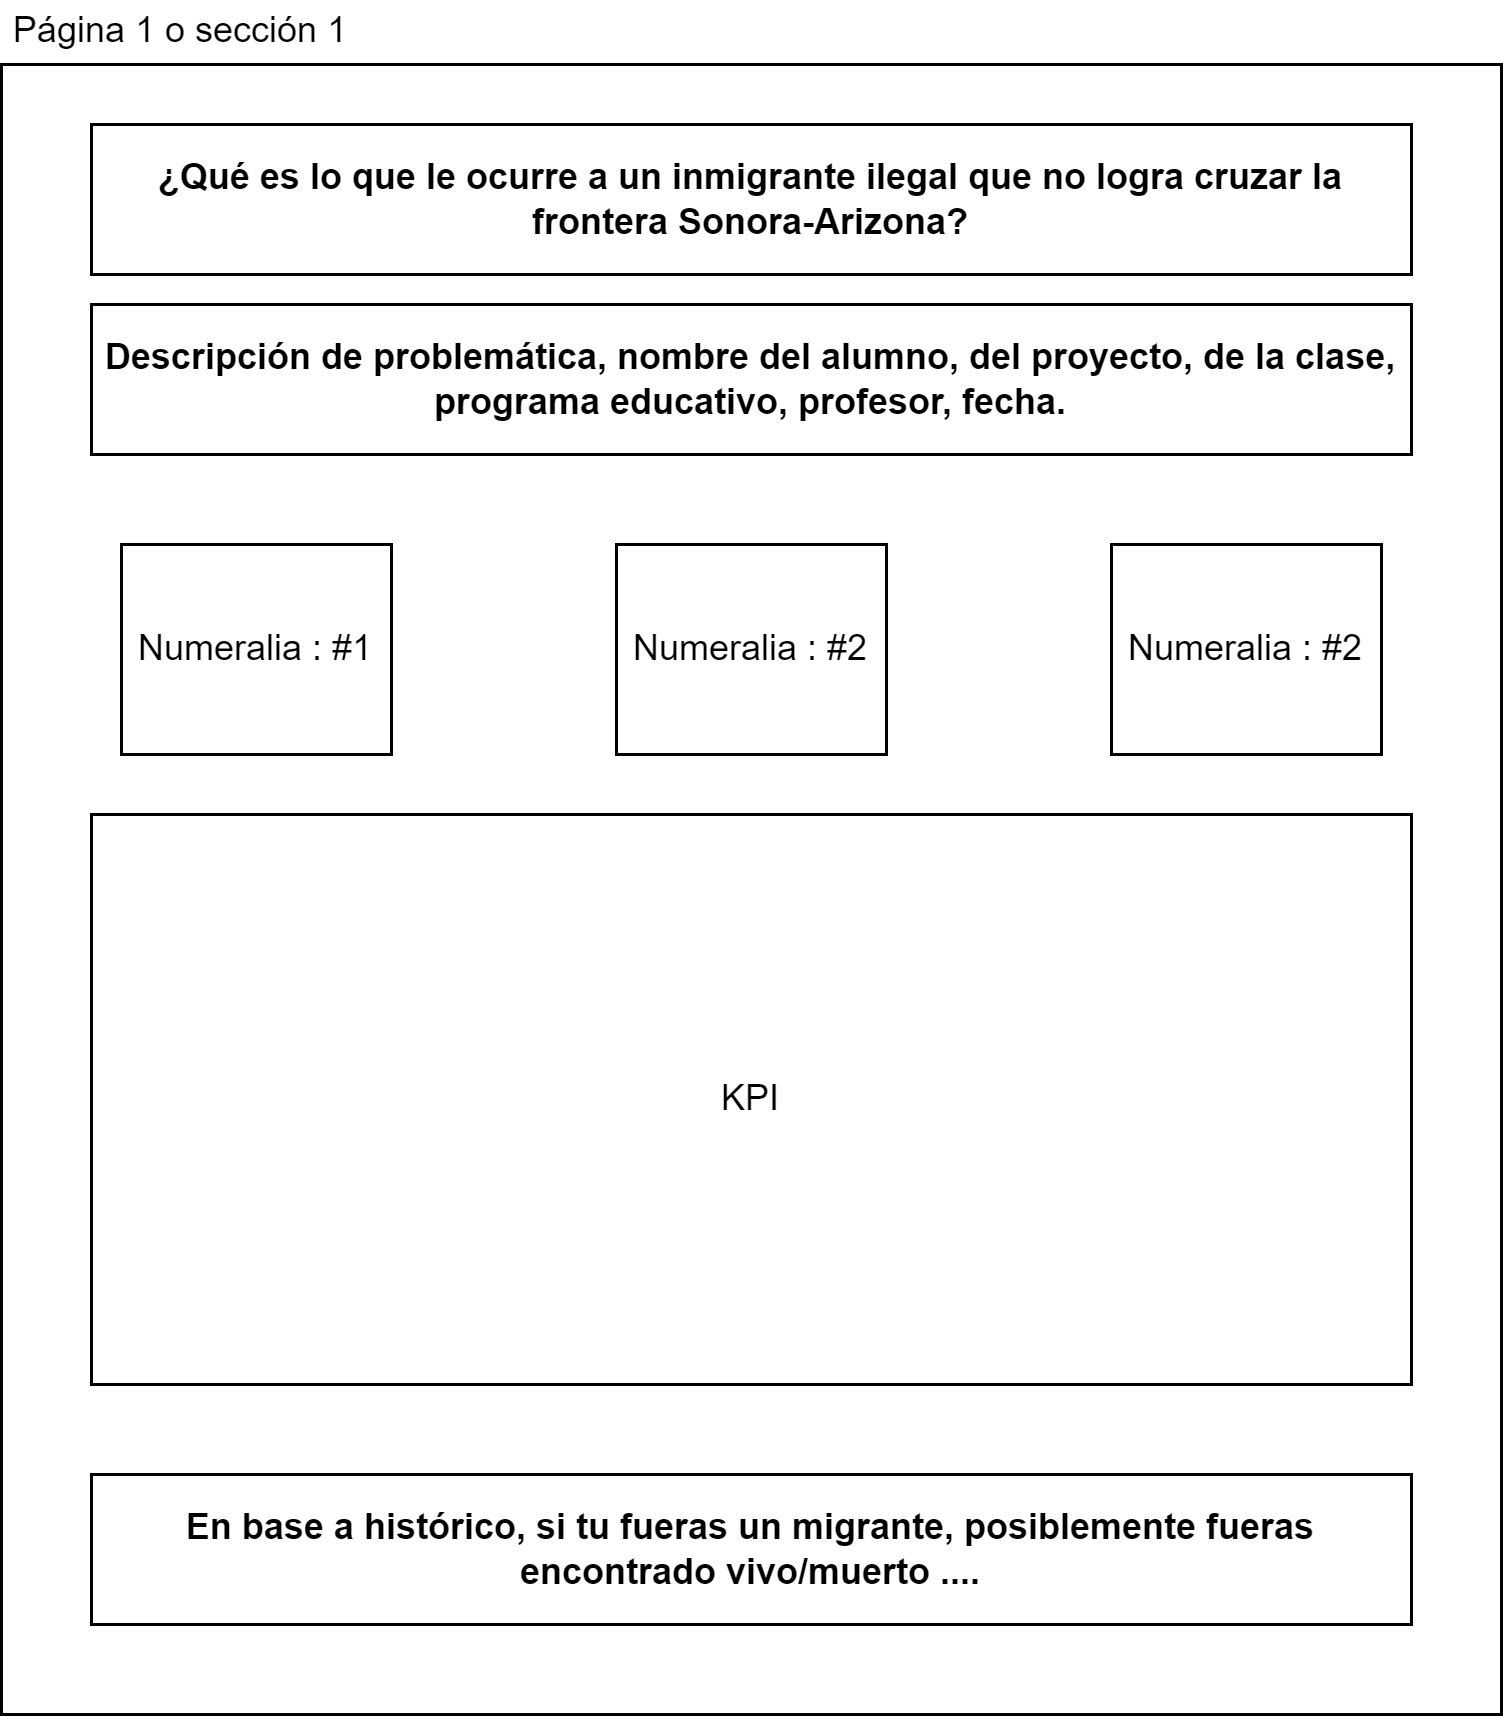 Página 1 o sección 1
¿Qué es lo que le ocurre a un inmigrante ilegal que no logra cruzar la
frontera Sonora-Arizona?
Descripción de problemática, nombre del alumno, del proyecto, de la clase,
programa educativo, profesor, fecha.
Numeralia : #1
Numeralia : #2
Numeralia : #2
KPI
En base a histórico, si tu fueras un migrante, posiblemente fueras
encontrado vivo/muerto ....